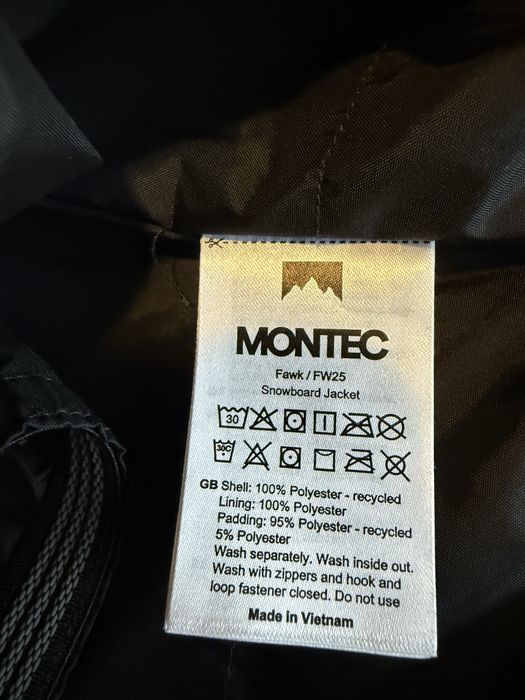 MONTEC
Fawk / FW25
Snowboard Jacket
30
30C
GB Shell: 100% Polyester - recycled
Lining: 100% Polyester
Padding: 95% Polyester - recycled
5% Polyester
Wash separately. Wash inside out.
Wash with zippers and hook and
loop fastener closed. Do not use
Made in Vietnam